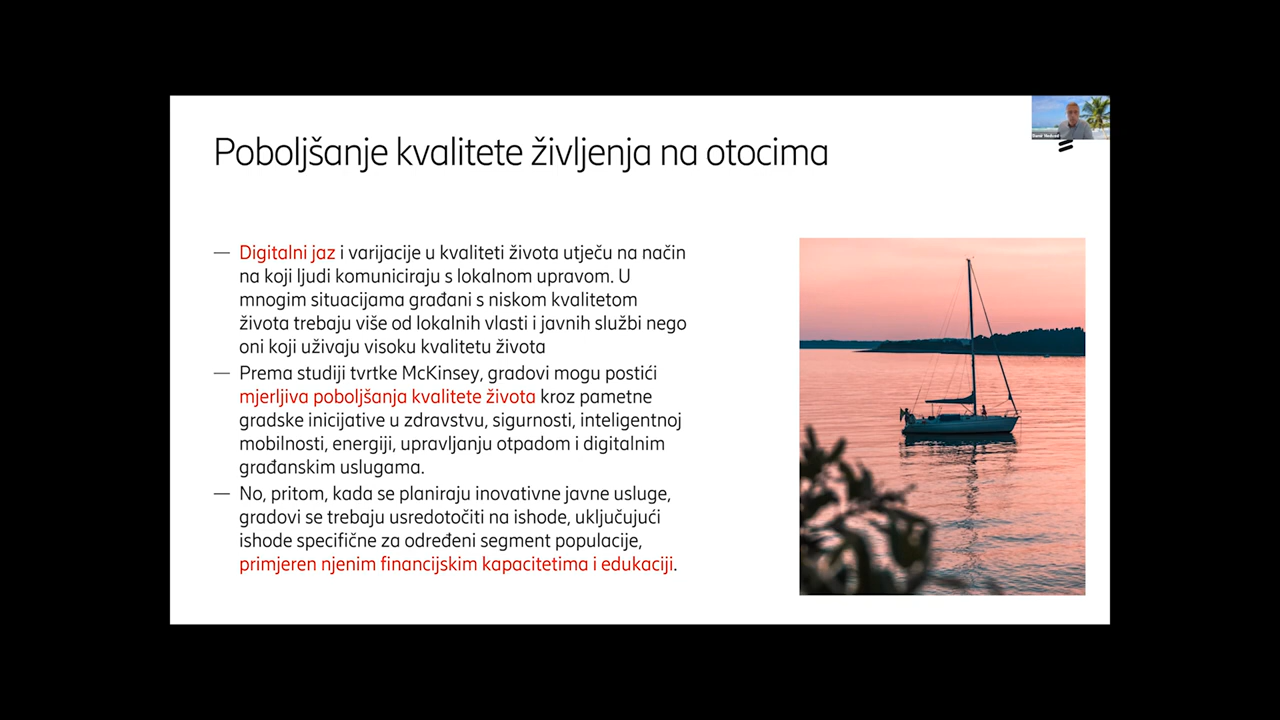 Poboljšanje kvalitete življenja na otocima
— Digitalni jaz i varijacije u kvaliteti života utječu na način
na koji ljudi komuniciraju s lokalnom upravom. U
mnogim situacijama građani s niskom kvalitetom
života trebaju više od lokalnih vlasti i javnih službi nego
oni koji uživaju visoku kvalitetu života
— Prema studiji tvrtke McKinsey, gradovi mogu postići
mjerljiva poboljšanja kvalitete života kroz pametne
gradske inicijative u zdravstvu, sigurnosti, inteligentnoj
mobilnosti, energiji, upravljanju otpadom i digitalnim
građanskim uslugama.
— No, pritom, kada se planiraju inovativne javne usluge,
gradovi se trebaju usredotočiti na ishode, uključujući
ishode specifične za određeni segment populacije,
primjeren njenim financijskim kapacitetima i edukaciji.